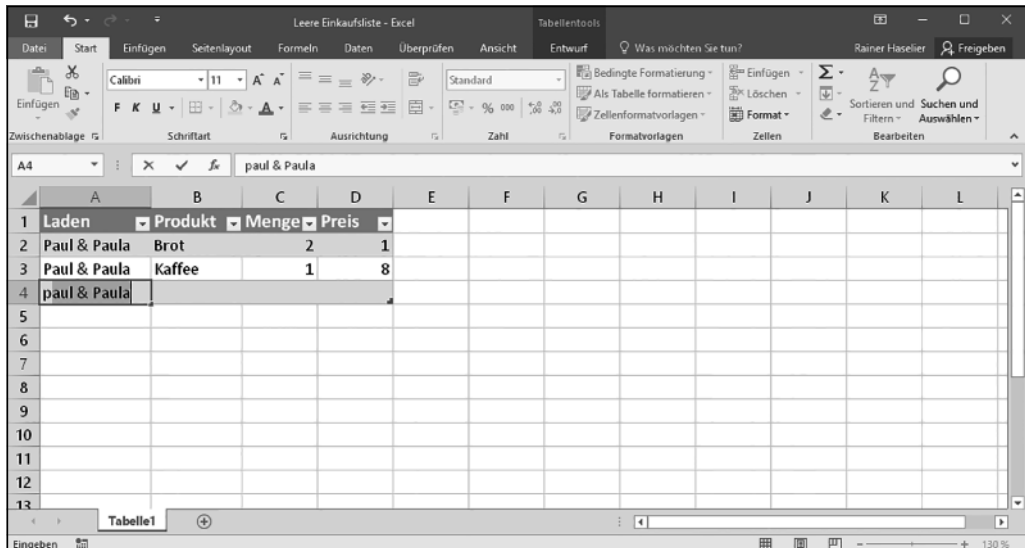 Leere Einkaufsliste - Excel Tabellentools
Datei Start Einfügen Seitenlayout Formeln Daten Überprüfen Ansicht Entwurf Was möchten Sie tun? Rainer Haselier Freigeben
Einfügen
Zwischenablage
Calibri 11 A A
F K U A
Schriftart
Ausrichtung
Standard
% 000
Zahl
Bedingte Formatierung
Als Tabelle formatieren
Zellenformatvorlagen
Formatvorlagen
Einfügen
Löschen
Format
Zellen
Σ
Sortieren und Filtern
Suchen und Auswählen
Bearbeiten
A4 fx paul & Paula
A B C D E F G H I J K L
1 Laden Produkt Menge Preis
2 Paul & Paula Brot 2 1
3 Paul & Paula Kaffee 1 8
4 paul & Paula
5
6
7
8
9
10
11
12
13
Tabelle1
Eingeben 130 %